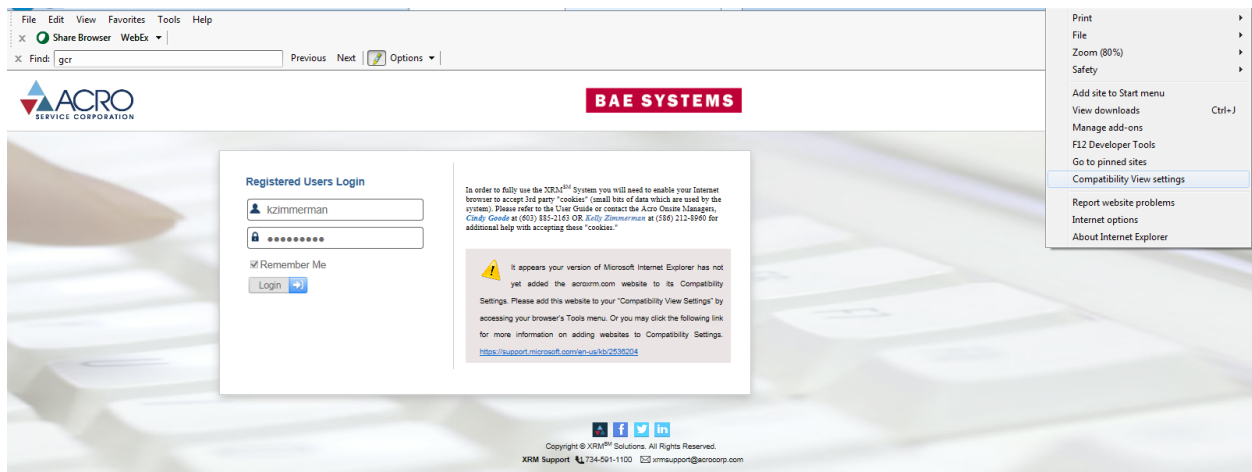 File Edit View Favorites Tools Help
x Share Browser WebEx
x Find: gcr Previous Next Options
Print
File
Zoom (80%)
Safety
Add site to Start menu
View downloads Ctrl+J
Manage add-ons
F12 Developer Tools
Go to pinned sites
Compatibility View settings
Report website problems
Internet options
About Internet Explorer
ACRO
SERVICE CORPORATION
BAE SYSTEMS
Registered Users Login
kzimmerman
●●●●●●●●●
Remember Me
Login
In order to fully use the XRM SM System you will need to enable your Internet
browser to accept 3rd party "cookies" (small bits of data which are used by the
system). Please refer to the User Guide or contact the Acro Onsite Managers,
Cindy Goode at (603) 885-2163 OR Kelly Zimmerman at (586) 212-8960 for
additional help with accepting these "cookies."
It appears your version of Microsoft Internet Explorer has not
yet added the acroxrm.com website to its Compatibility
Settings. Please add this website to your "Compatibility View Settings" by
accessing your browser's Tools menu. Or you may click the following link
for more information on adding websites to Compatibility Settings.
https://support.microsoft.com/en-us/kb/2536204
Copyright © XRM SM Solutions. All Rights Reserved.
XRM Support 734-591-1100 xrmsupport@acrocorp.com